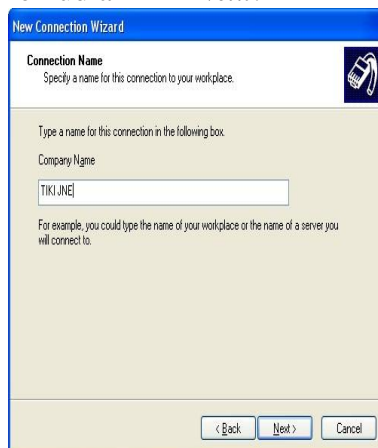 New Connection Wizard
Connection Name
Specify a name for this connection to your workplace.
Type a name for this connection in the following box.
Company Name
TIKI JNE
For example, you could type the name of your workplace or the name of a server you
will connect to.
< Back Next > Cancel